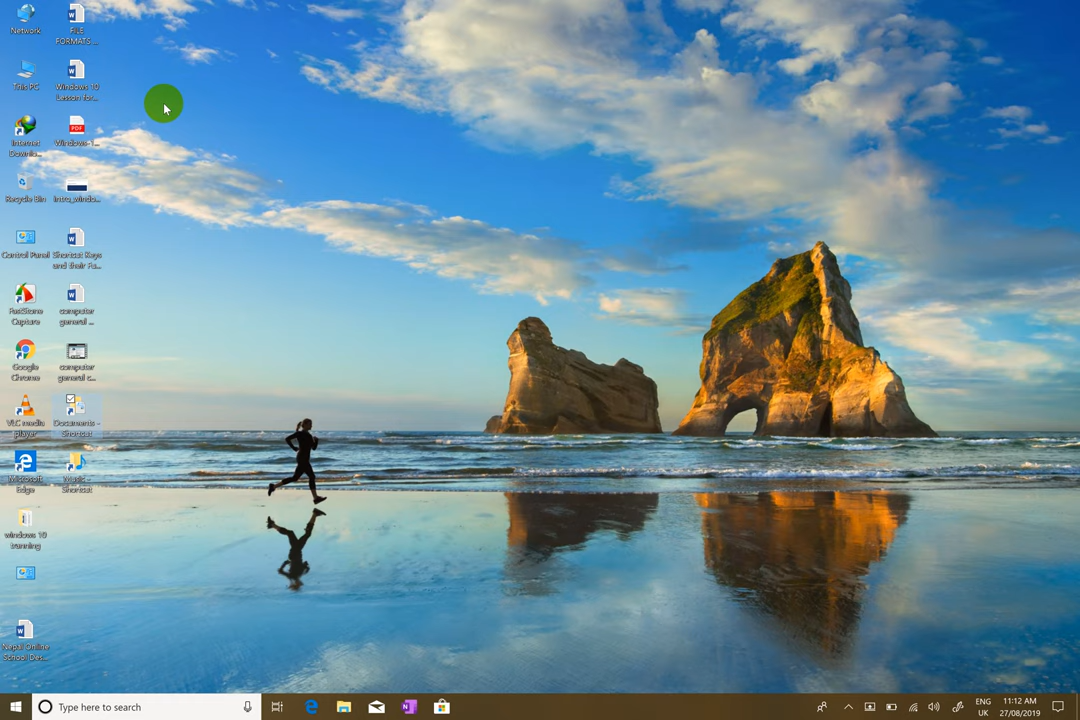 Network
FILE
FORMATS ...
This PC
Windows 10
Lesson for...
Internet
Downlo...
PDF
Windows-1...
Recycle Bin
Intro_windo...
Control Panel
Shortcut Keys
and their Fu...
FastStone
Capture
computer
general ...
Google
Chrome
computer
general c...
VLC media
player
Documents -
Shortcut
Microsoft
Edge
Music -
Shortcut
windows 10
tranning
Nepal Online
School Des...
Type here to search
ENG
UK
11:12 AM
27/08/2019